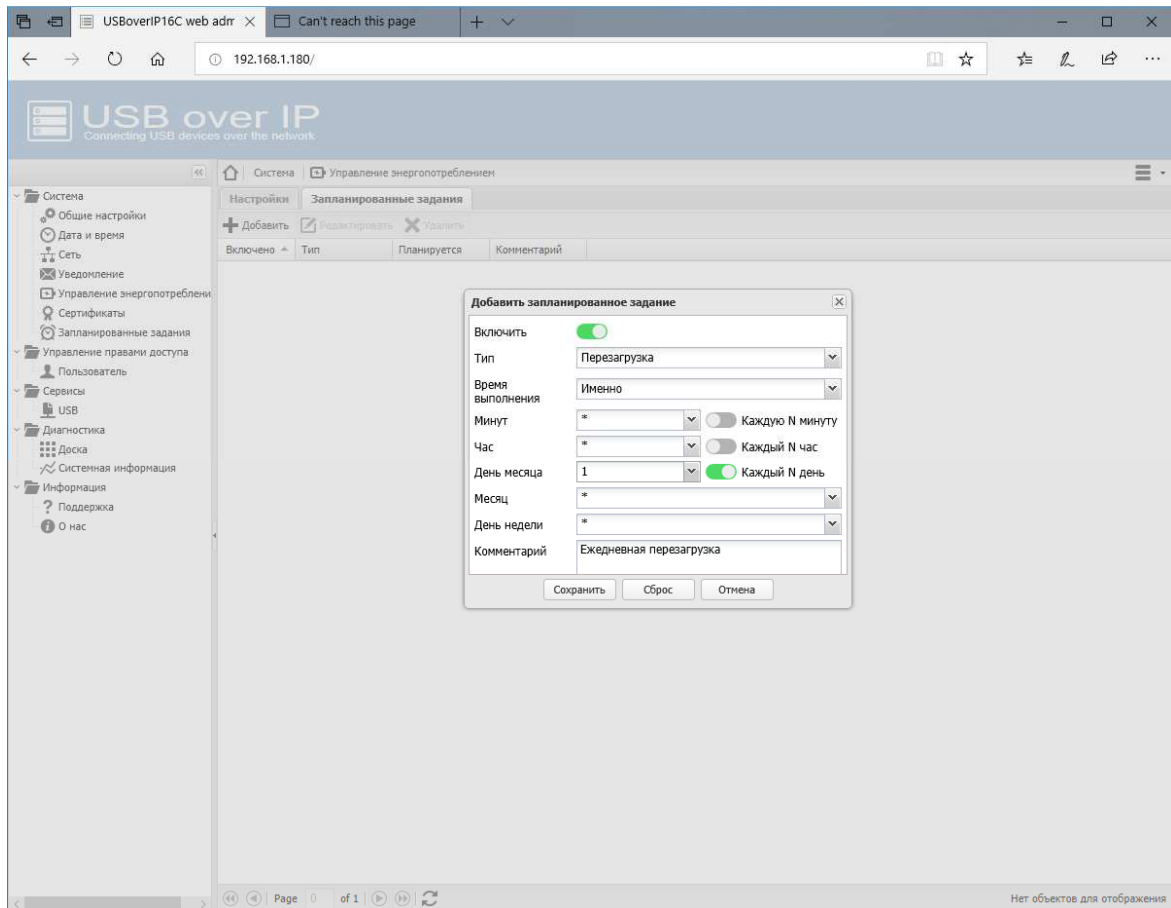 USBoverIP16C web adm
Can't reach this page
192.168.1.180/
USB over IP
Connecting USB devices over the network
Система
Управление энергопотреблением
Система
Общие настройки
Дата и время
Сеть
Уведомление
Управление энергопотреблени
Сертификаты
Запланированные задания
Управление правами доступа
Пользователь
Сервисы
USB
Диагностика
Доска
Системная информация
Информация
Поддержка
О нас
Настройки
Запланированные задания
Добавить
Редактировать
Удалить
Включено
Тип
Планируется
Комментарий
Добавить запланированное задание
Включить
Тип
Перезагрузка
Время выполнения
Именно
Минут
*
Каждую N минуту
Час
*
Каждый N час
День месяца
1
Каждый N день
Месяц
*
День недели
*
Комментарий
Ежедневная перезагрузка
Сохранить
Сброс
Отмена
Page 0 of 1
Нет объектов для отображения